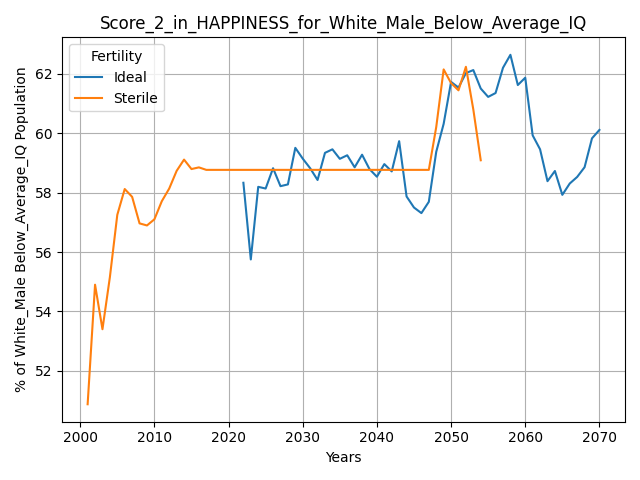 Score_2_in_HAPPINESS_for_White_Male_Below_Average_IQ
% of White_Male Below_Average_IQ Population
Fertility
Ideal
Sterile
62
60
58
56
54
52
2000 2010 2020 2030 2040 2050 2060 2070
Years